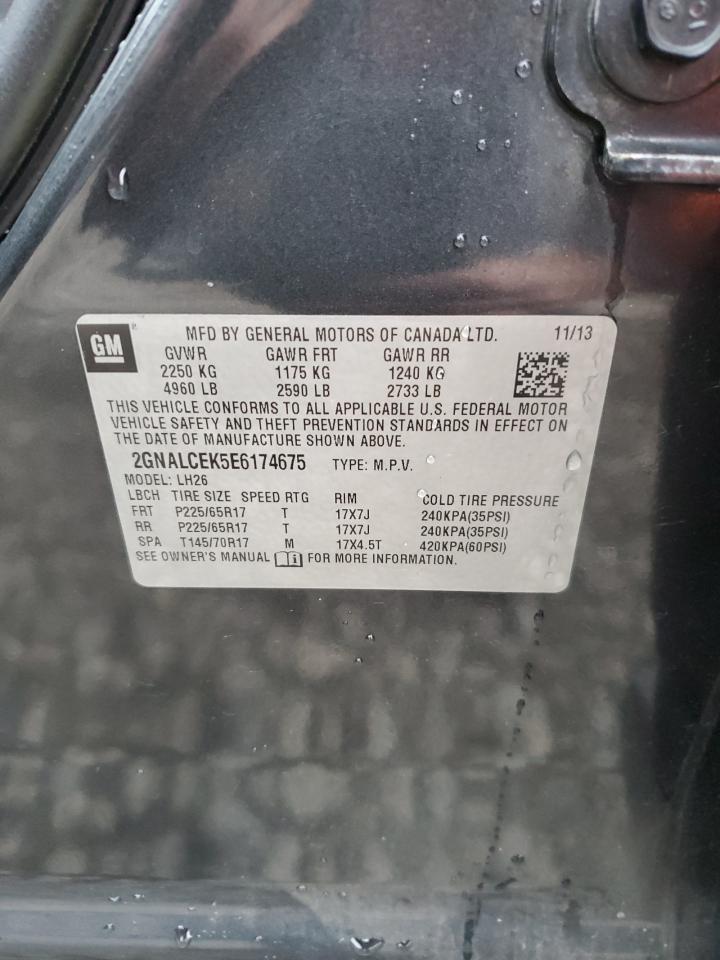 GM
MFD BY GENERAL MOTORS OF CANADA LTD. 11/13
GVWR GAWR FRT GAWR RR
2250 KG 1175 KG 1240 KG
4960 LB 2590 LB 2733 LB
THIS VEHICLE CONFORMS TO ALL APPLICABLE U.S. FEDERAL MOTOR
VEHICLE SAFETY AND THEFT PREVENTION STANDARDS IN EFFECT ON
THE DATE OF MANUFACTURE SHOWN ABOVE.
2GNALCEK5E6174675 TYPE: M.P.V.
MODEL: LH26
LBCH TIRE SIZE SPEED RTG RIM COLD TIRE PRESSURE
FRT P225/65R17 T 17X7J 240KPA(35PSI)
RR P225/65R17 T 17X7J 240KPA(35PSI)
SPA T145/70R17 M 17X4.5T 420KPA(60PSI)
SEE OWNER'S MANUAL FOR MORE INFORMATION.